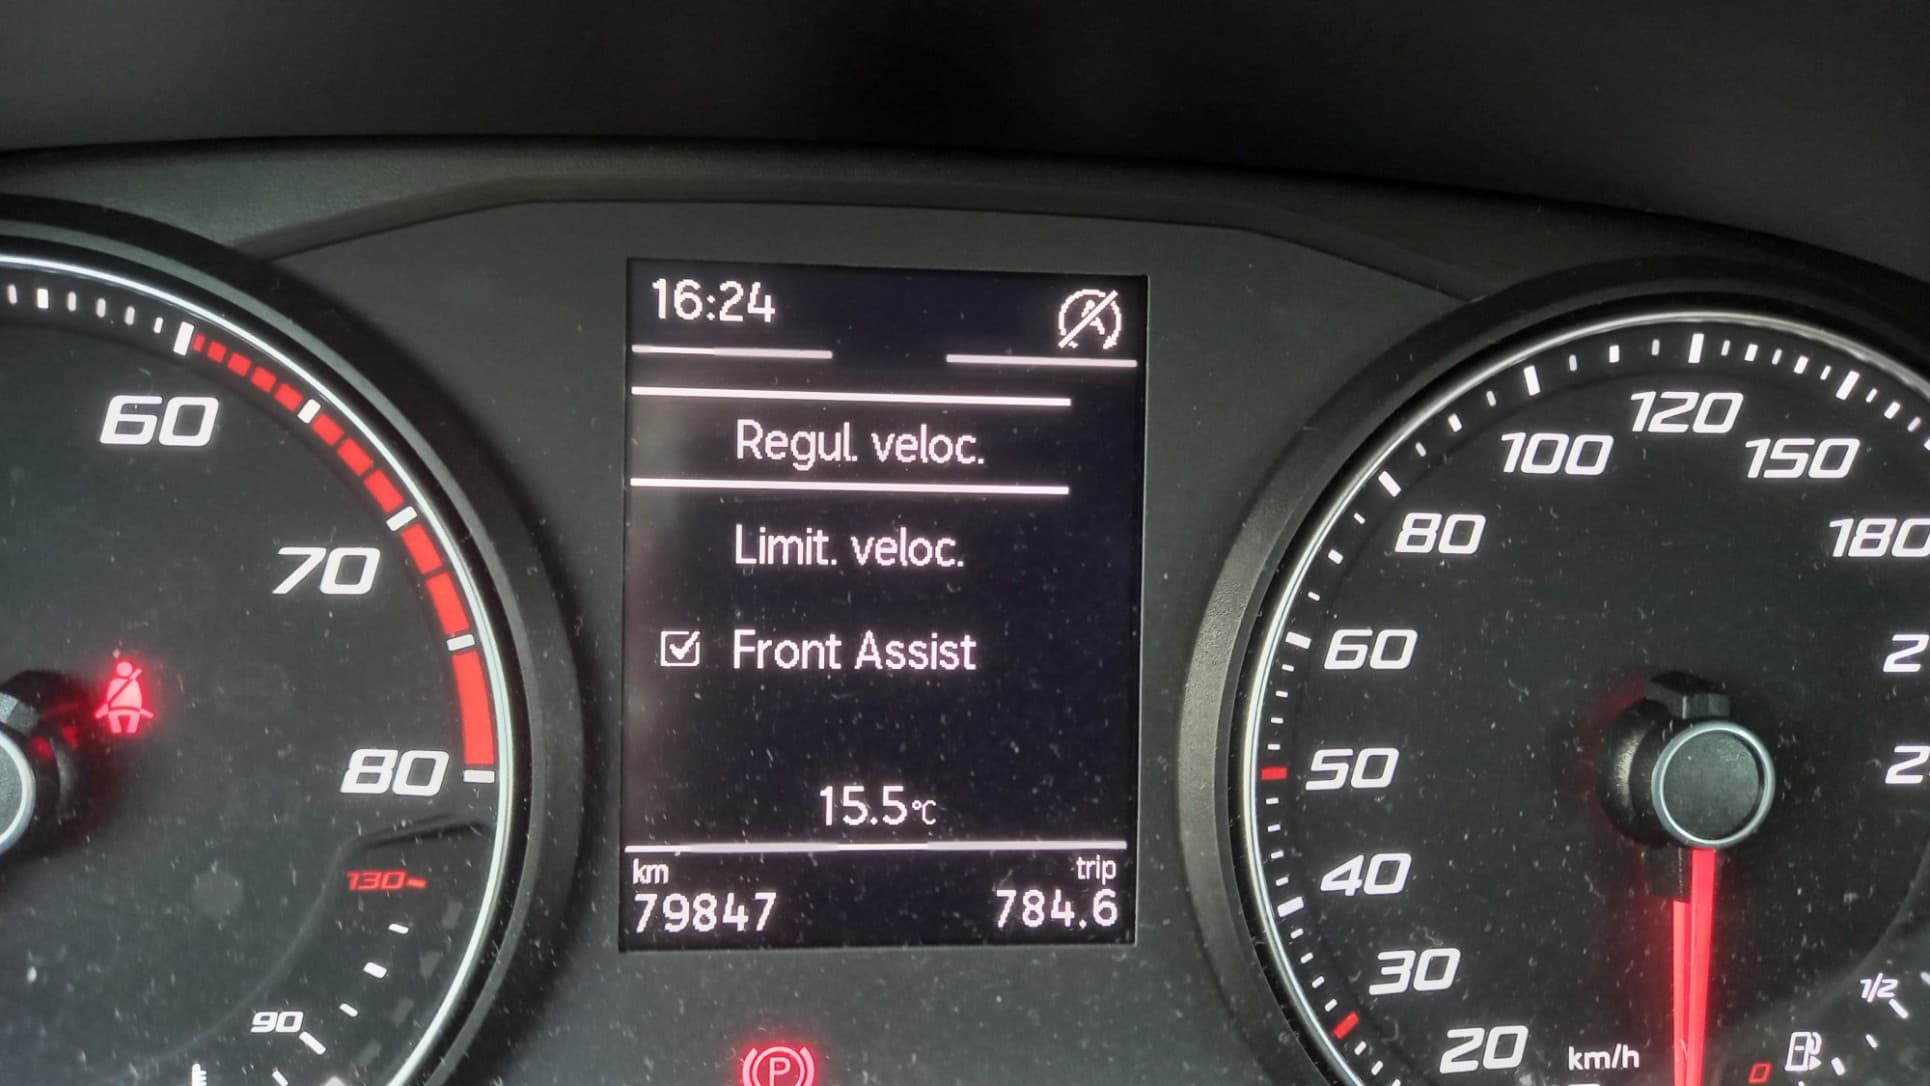 16:24
Regul. veloc.
Limit. veloc.
Front Assist
15.5°C
km
trip
79847
784.6
60
70
80
130
90
P
120
100
150
80
180
60
50
40
30
20
km/h
1/2
0